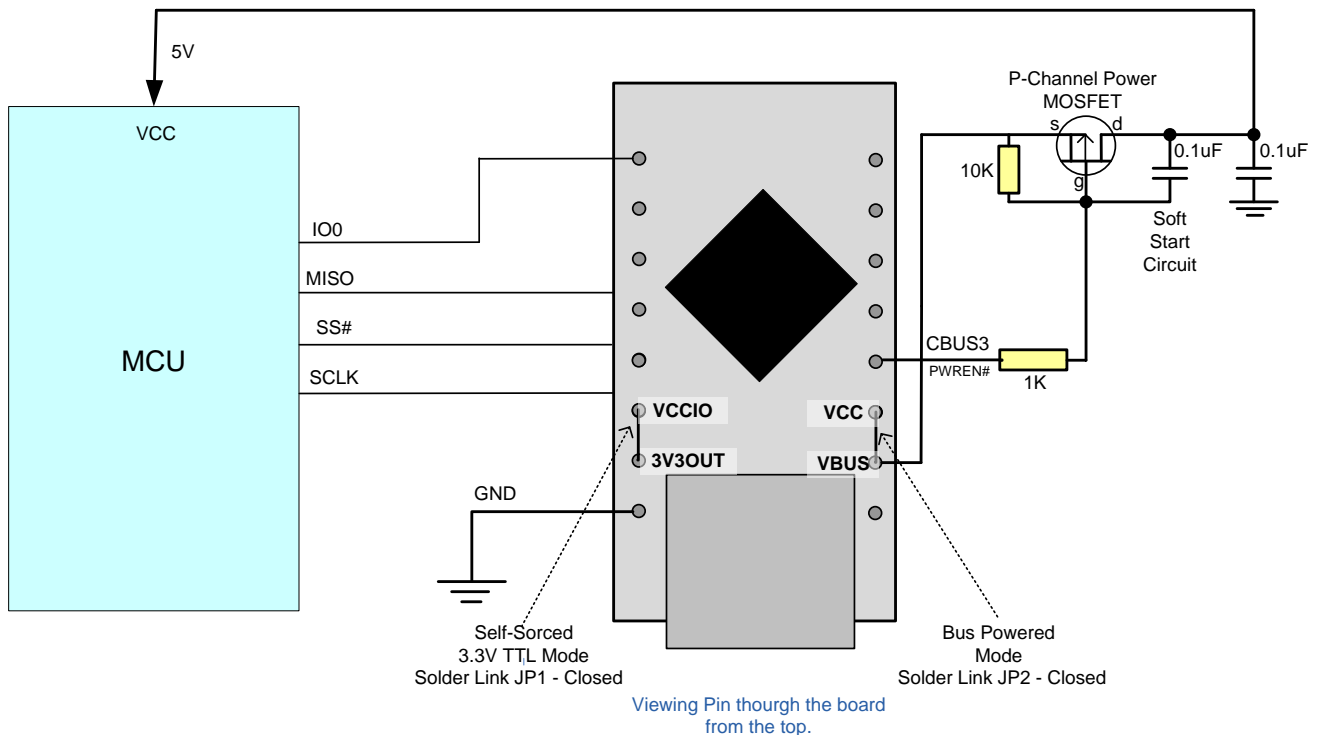 5V
VCC
MCU
IO0
MISO
SS#
SCLK
GND
VCCIO
3V3OUT
VCC
VBUS
P-Channel Power
MOSFET
s
d
g
10K
0.1uF
0.1uF
Soft
Start
Circuit
CBUS3
PWREN#
1K
Self-Sorced
3.3V TTL Mode
Solder Link JP1 - Closed
Bus Powered
Mode
Solder Link JP2 - Closed
Viewing Pin thourgh the board
from the top.